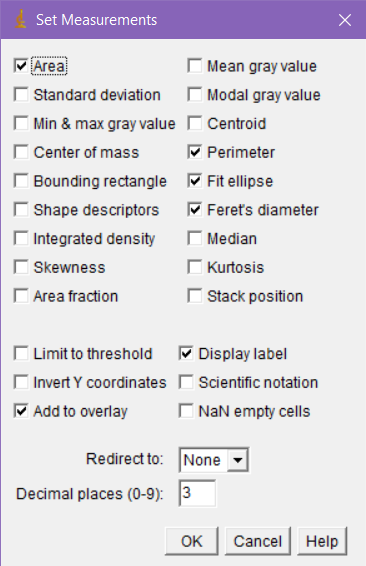 Set Measurements
Area Mean gray value
Standard deviation Modal gray value
Min & max gray value Centroid
Center of mass Perimeter
Bounding rectangle Fit ellipse
Shape descriptors Feret's diameter
Integrated density Median
Skewness Kurtosis
Area fraction Stack position
Limit to threshold Display label
Invert Y coordinates Scientific notation
Add to overlay NaN empty cells
Redirect to: None
Decimal places (0-9): 3
OK Cancel Help